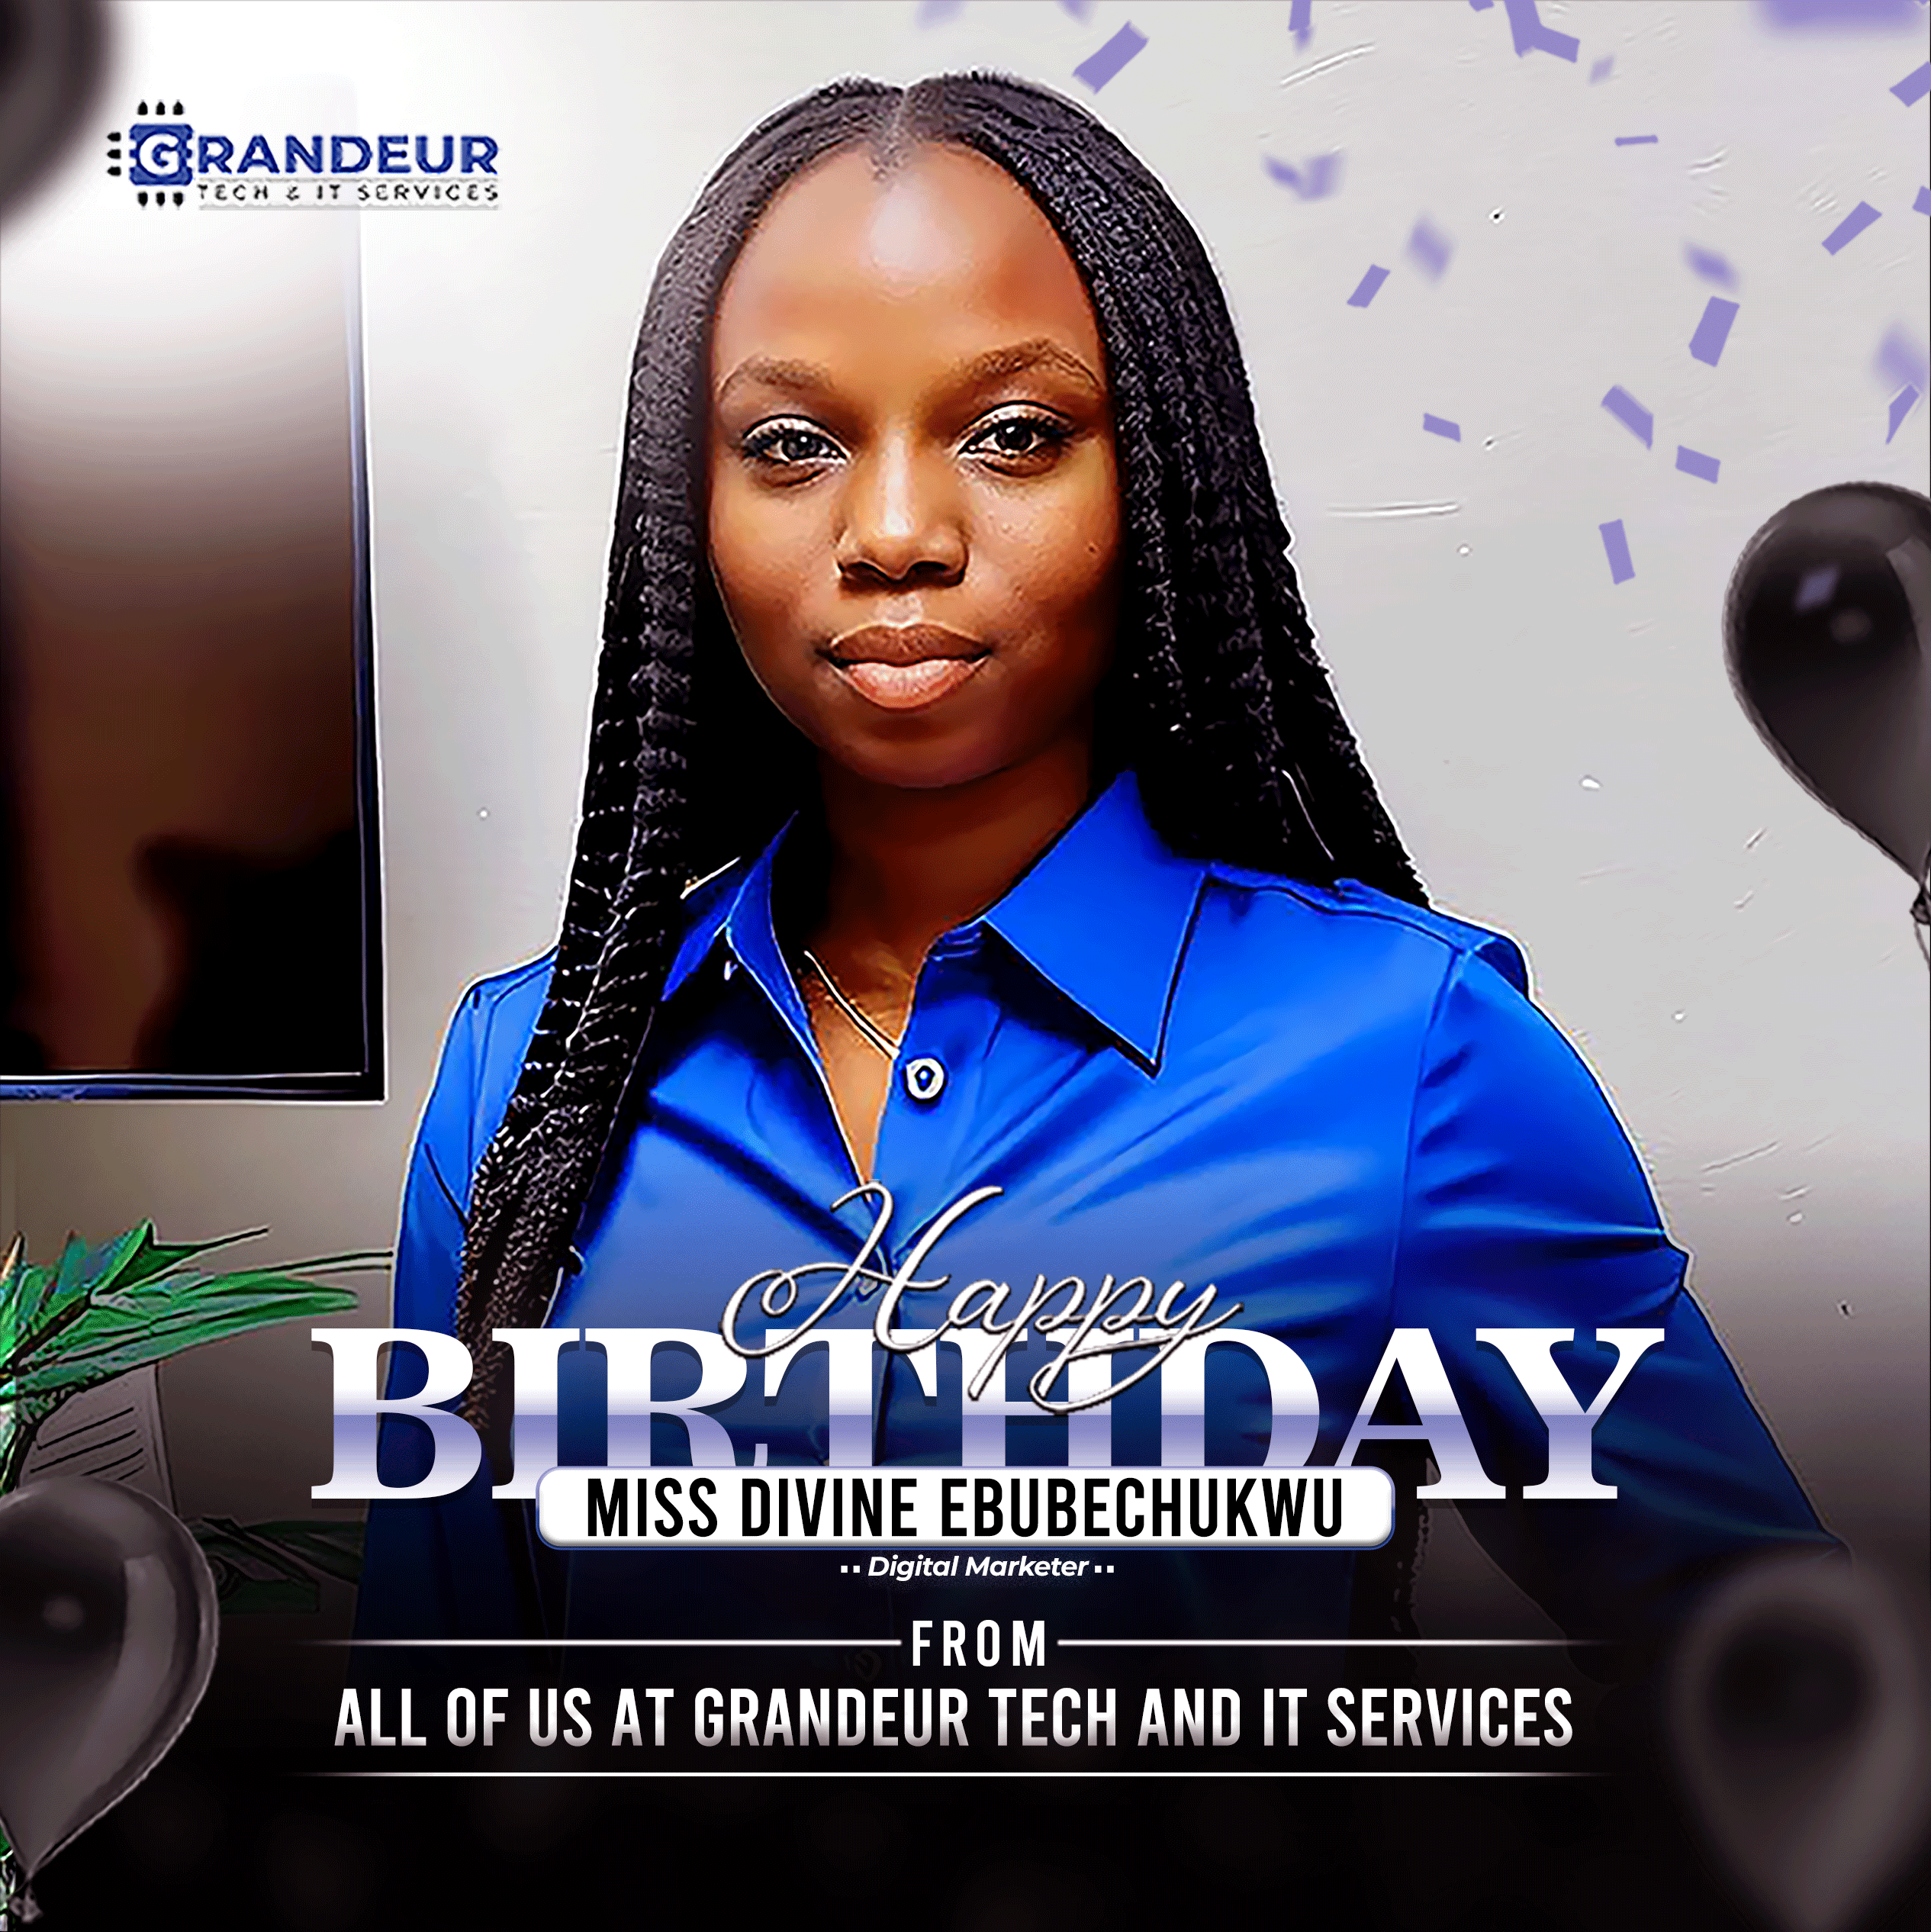 GRANDEUR
TECH & IT SERVICES
Happy
BIRTHDAY
MISS DIVINE EBUBECHUKWU
Digital Marketer
FROM
ALL OF US AT GRANDEUR TECH AND IT SERVICES